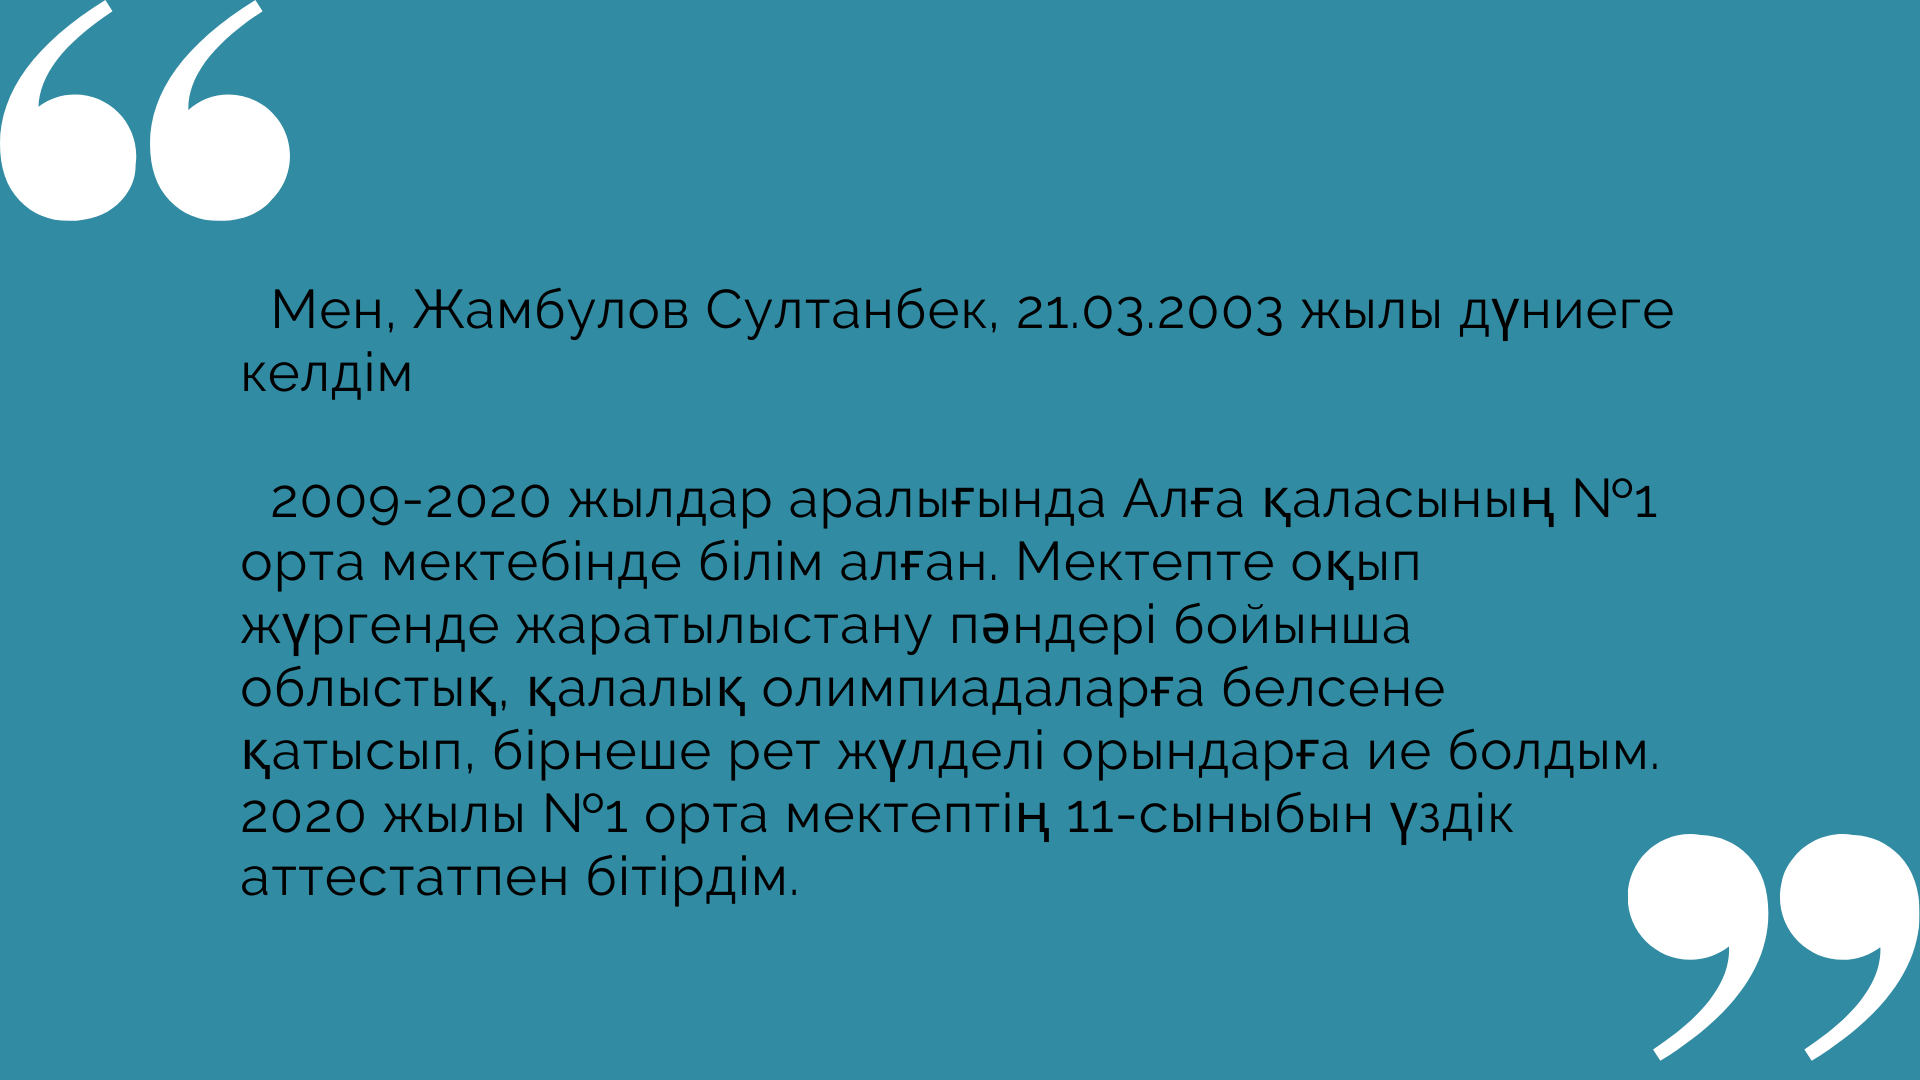 Мен, Жамбулов Султанбек, 21.03.2003 жылы дүниеге
келдім
2009-2020 жылдар аралығында Алға қаласының №1
орта мектебінде білім алған. Мектепте оқып
жүргенде жаратылыстану пәндері бойынша
облыстық, қалалық олимпиадаларға белсене
қатысып, бірнеше рет жүлделі орындарға ие болдым.
2020 жылы №1 орта мектептің 11-сыныбын үздік
аттестатпен бітірдім.